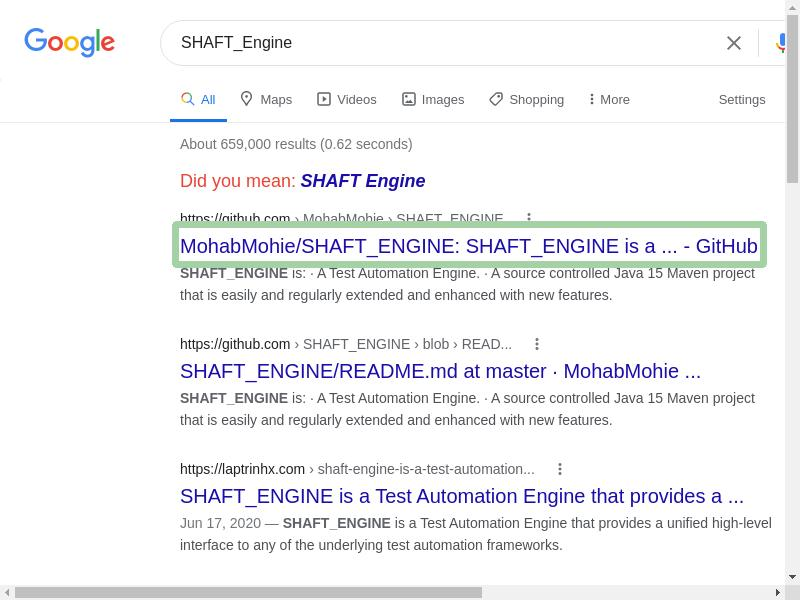 Google
SHAFT_Engine
All Maps Videos Images Shopping More Settings
About 659,000 results (0.62 seconds)
Did you mean: SHAFT Engine
https://github.com › MohabMohie › SHAFT_ENGINE
MohabMohie/SHAFT_ENGINE: SHAFT_ENGINE is a ... - GitHub
SHAFT_ENGINE is: · A Test Automation Engine. · A source controlled Java 15 Maven project
that is easily and regularly extended and enhanced with new features.
https://github.com › SHAFT_ENGINE › blob › READ...
SHAFT_ENGINE/README.md at master · MohabMohie ...
SHAFT_ENGINE is: · A Test Automation Engine. · A source controlled Java 15 Maven project
that is easily and regularly extended and enhanced with new features.
https://laptrinhx.com › shaft-engine-is-a-test-automation...
SHAFT_ENGINE is a Test Automation Engine that provides a ...
Jun 17, 2020 — SHAFT_ENGINE is a Test Automation Engine that provides a unified high-level
interface to any of the underlying test automation frameworks.